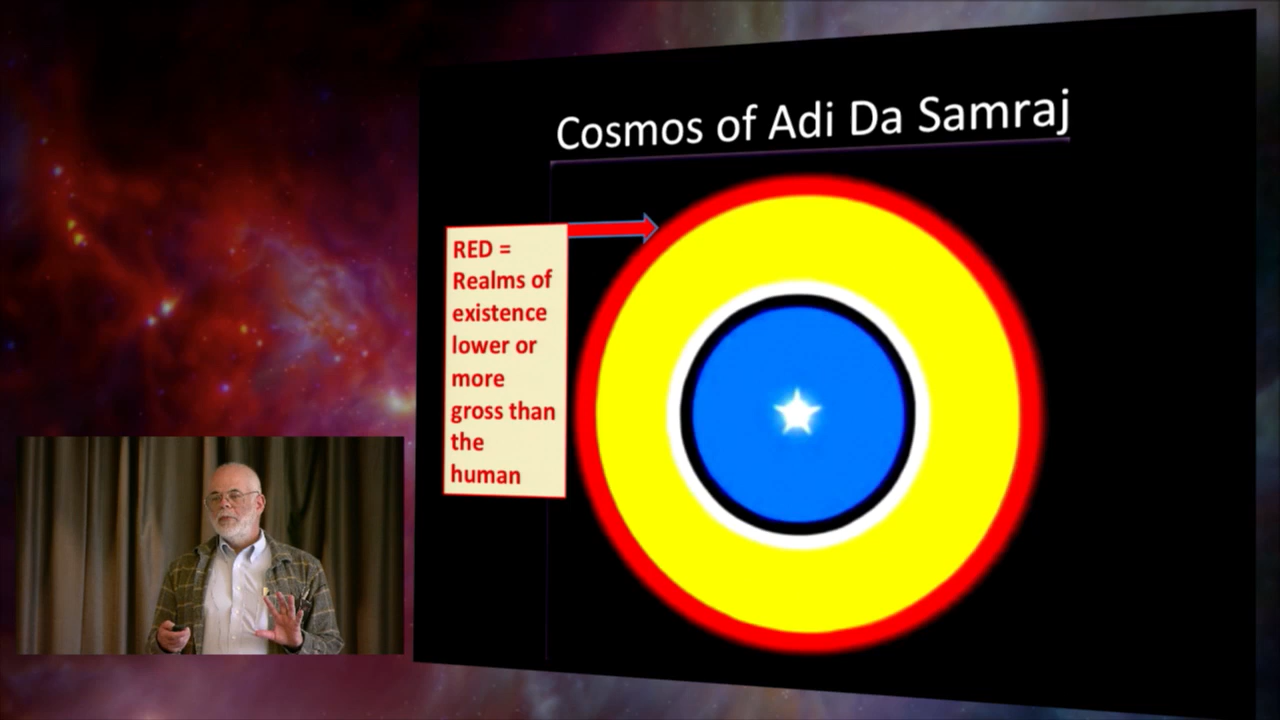 Cosmos of Adi Da Samraj
RED =
Realms of
existence
lower or
more
gross than
the
human